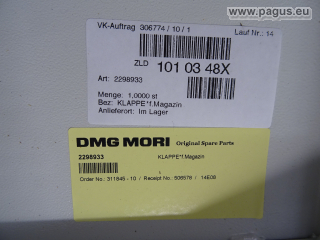 www.pagus.eu
VK-Auftrag 306774 / 10 / 1 Lauf Nr.: 14
ZLD 101 03 48X
Art: 2298933
Menge: 1,0000 st
Bez: KLAPPE*f.Magazin
Anlieferort: Im Lager
DMG MORI Original Spare Parts
2298933 KLAPPE*f.Magazin
Order No.: 311845 - 10 / Receipt No.: 506578 / 14E09